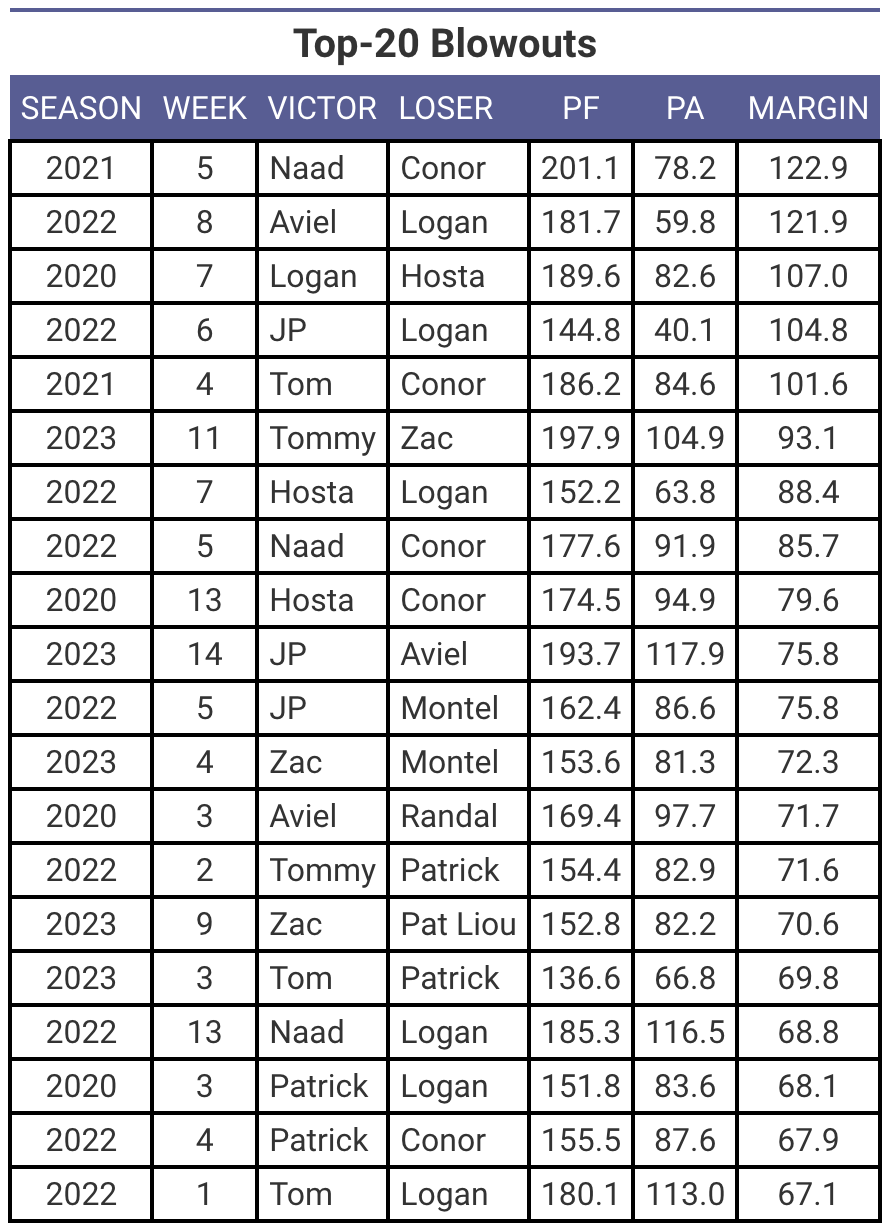 Top-20 Blowouts
SEASON WEEK VICTOR LOSER PF PA MARGIN
2021 5 Naad Conor 201.1 78.2 122.9
2022 8 Aviel Logan 181.7 59.8 121.9
2020 7 Logan Hosta 189.6 82.6 107.0
2022 6 JP Logan 144.8 40.1 104.8
2021 4 Tom Conor 186.2 84.6 101.6
2023 11 Tommy Zac 197.9 104.9 93.1
2022 7 Hosta Logan 152.2 63.8 88.4
2022 5 Naad Conor 177.6 91.9 85.7
2020 13 Hosta Conor 174.5 94.9 79.6
2023 14 JP Aviel 193.7 117.9 75.8
2022 5 JP Montel 162.4 86.6 75.8
2023 4 Zac Montel 153.6 81.3 72.3
2020 3 Aviel Randal 169.4 97.7 71.7
2022 2 Tommy Patrick 154.4 82.9 71.6
2023 9 Zac Pat Liou 152.8 82.2 70.6
2023 3 Tom Patrick 136.6 66.8 69.8
2022 13 Naad Logan 185.3 116.5 68.8
2020 3 Patrick Logan 151.8 83.6 68.1
2022 4 Patrick Conor 155.5 87.6 67.9
2022 1 Tom Logan 180.1 113.0 67.1